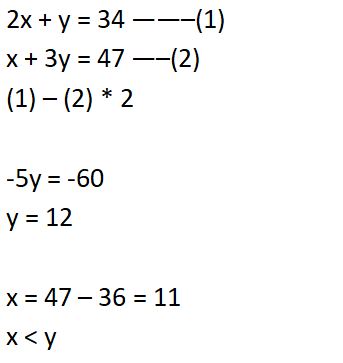 2x + y = 34 ——–(1)
x + 3y = 47 —–(2)
(1) – (2) * 2
-5y = -60
y = 12
x = 47 – 36 = 11
x < y